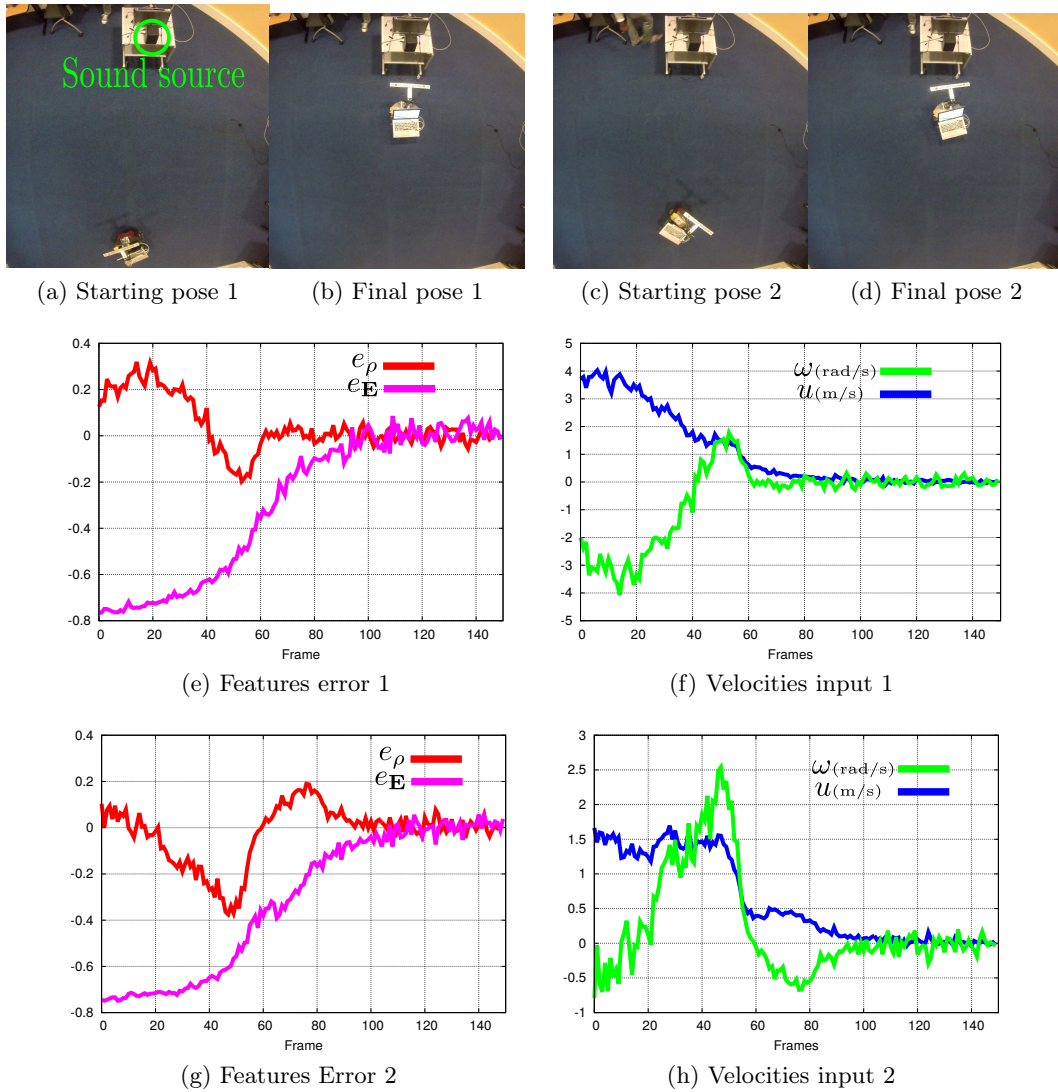 Sound source
(a) Starting pose 1
(b) Final pose 1
(c) Starting pose 2
(d) Final pose 2
0.4
0.2
0
-0.2
-0.4
-0.6
-0.8
0 20 40 60 80 100 120 140
Frame
e_ρ
e_𝐄
(e) Features error 1
5
4
3
2
1
0
-1
-2
-3
-4
-5
0 20 40 60 80 100 120 140
Frames
ω(rad/s)
u(m/s)
(f) Velocities input 1
0.4
0.2
0
-0.2
-0.4
-0.6
-0.8
0 20 40 60 80 100 120 140
Frame
e_ρ
e_𝐄
(g) Features Error 2
3
2.5
2
1.5
1
0.5
0
-0.5
-1
0 20 40 60 80 100 120 140
Frames
ω(rad/s)
u(m/s)
(h) Velocities input 2